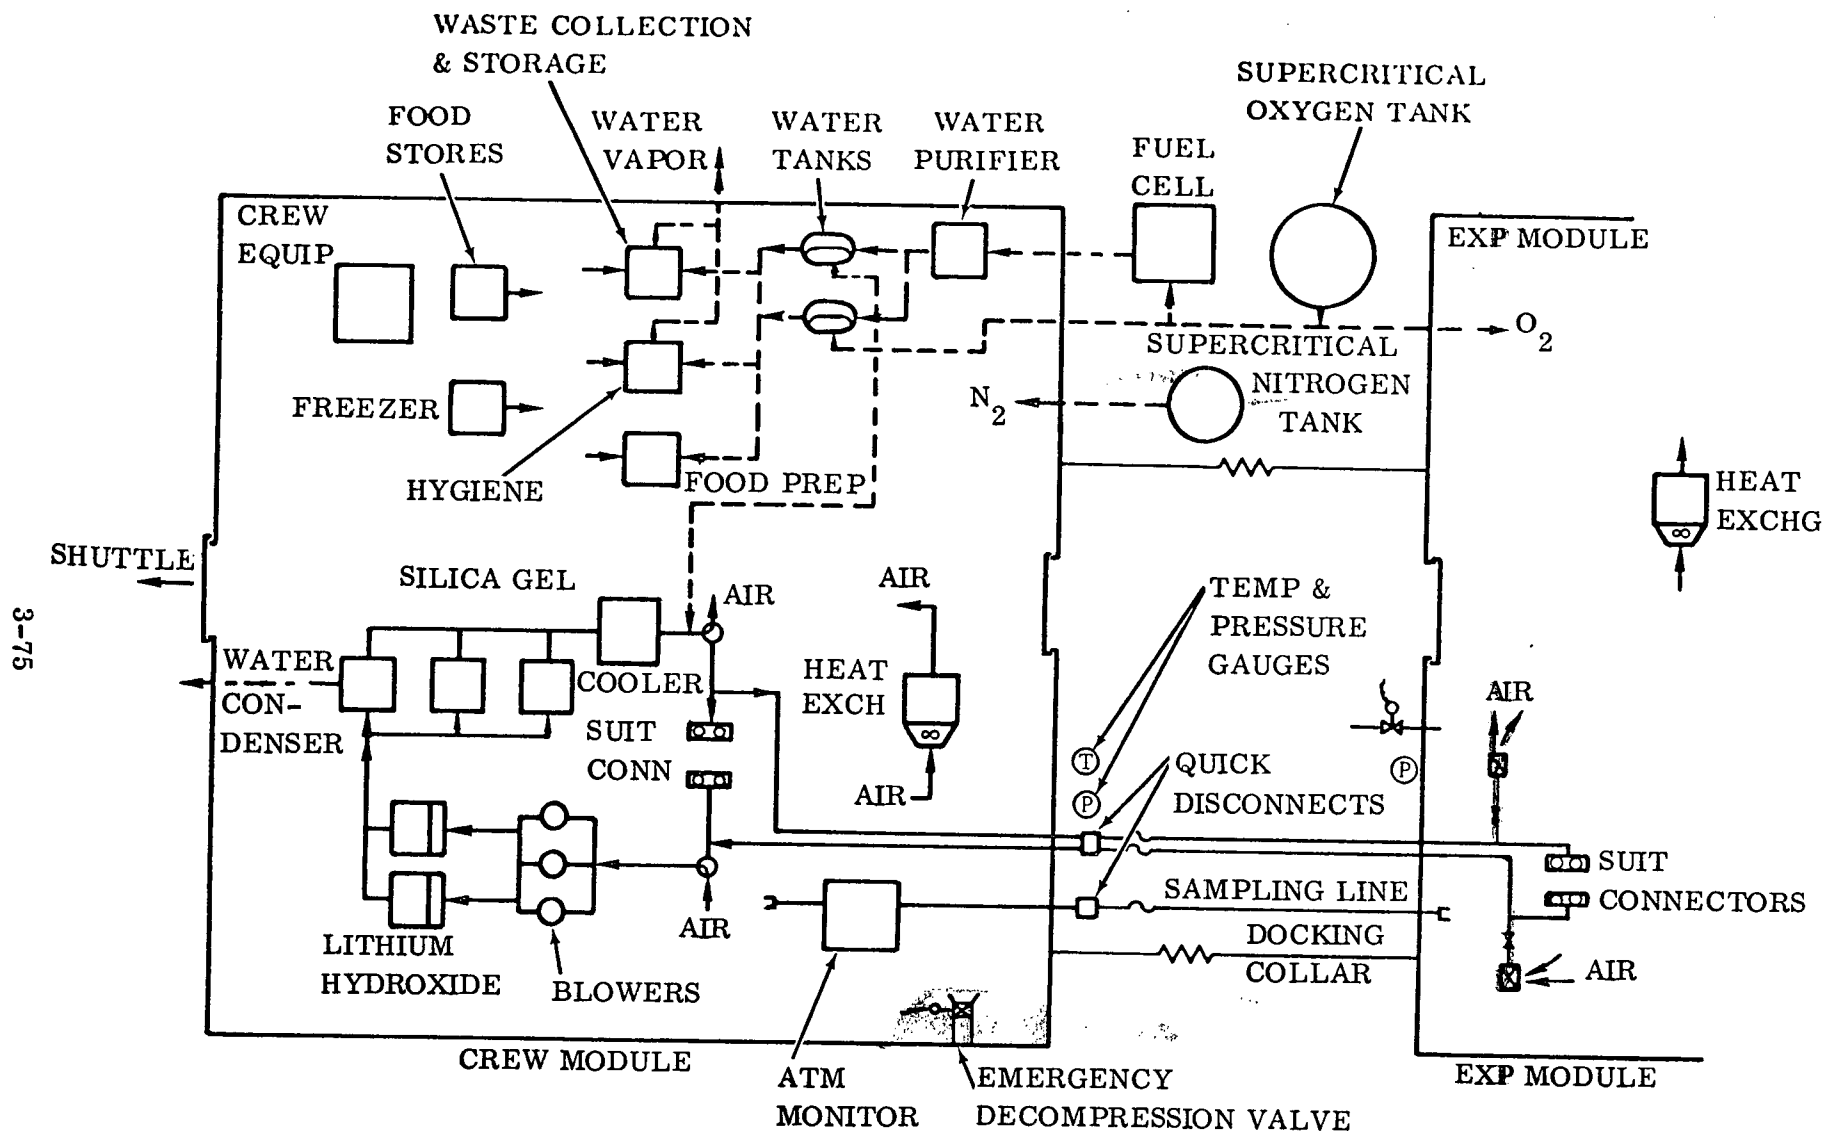 WASTE COLLECTION
& STORAGE
FOOD
STORES
WATER
VAPOR
WATER
TANKS
WATER
PURIFIER
FUEL
CELL
SUPERCRITICAL
OXYGEN TANK
CREW
EQUIP
EXP MODULE
O2
SUPERCRITICAL
NITROGEN
TANK
N2
FREEZER
HYGIENE
FOOD PREP
HEAT
EXCHG
SHUTTLE
SILICA GEL
AIR
AIR
TEMP &
PRESSURE
GAUGES
3-75
WATER
CON-
DENSER
COOLER
HEAT
EXCH
AIR
SUIT
CONN
T
P
P
QUICK
DISCONNECTS
AIR
SUIT
CONNECTORS
SAMPLING LINE
AIR
DOCKING
COLLAR
AIR
LITHIUM
HYDROXIDE
BLOWERS
CREW MODULE
EXP MODULE
ATM
MONITOR
EMERGENCY
DECOMPRESSION VALVE